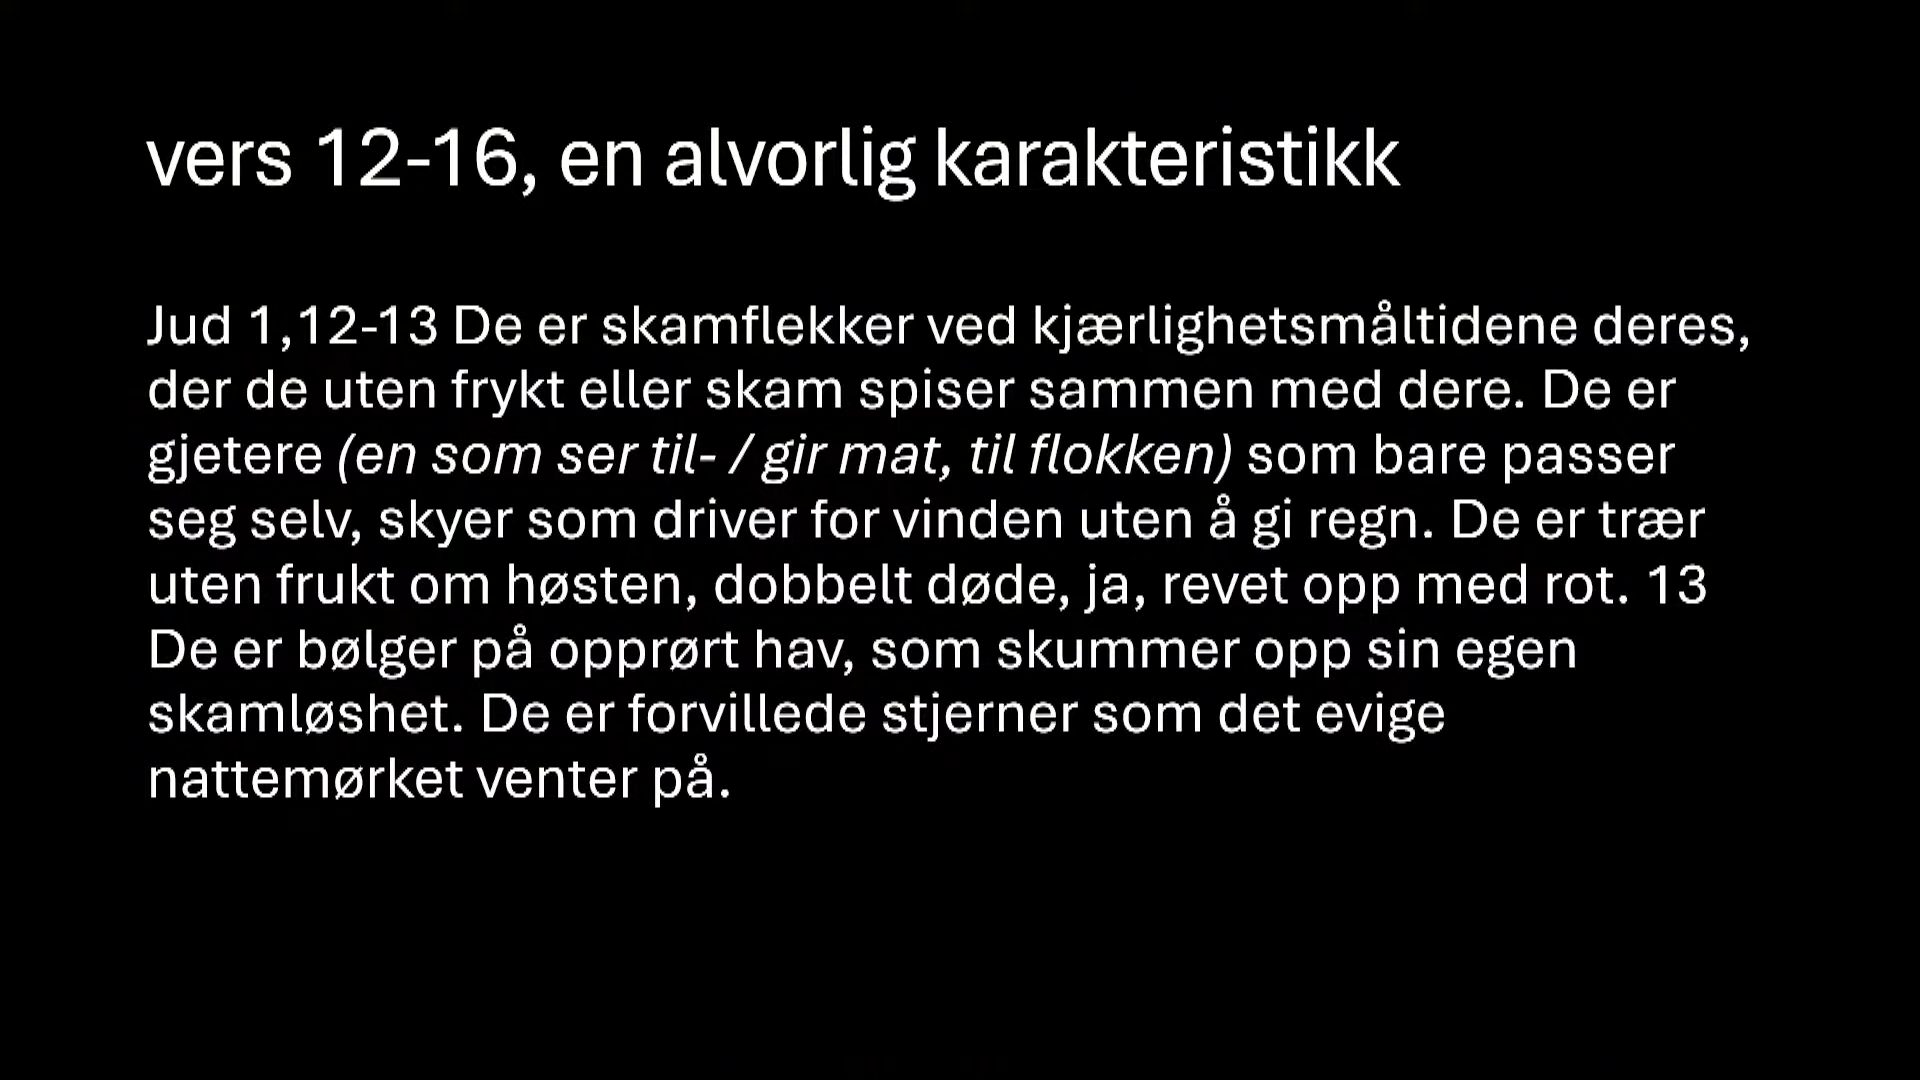 vers 12-16, en alvorlig karakteristikk
Jud 1,12-13 De er skamflekker ved kjærlighetsmåltidene deres,
der de uten frykt eller skam spiser sammen med dere. De er
gjetere (en som ser til- / gir mat, til flokken) som bare passer
seg selv, skyer som driver for vinden uten å gi regn. De er trær
uten frukt om høsten, dobbelt døde, ja, revet opp med rot. 13
De er bølger på opprørt hav, som skummer opp sin egen
skamløshet. De er forvillede stjerner som det evige
nattemørket venter på.